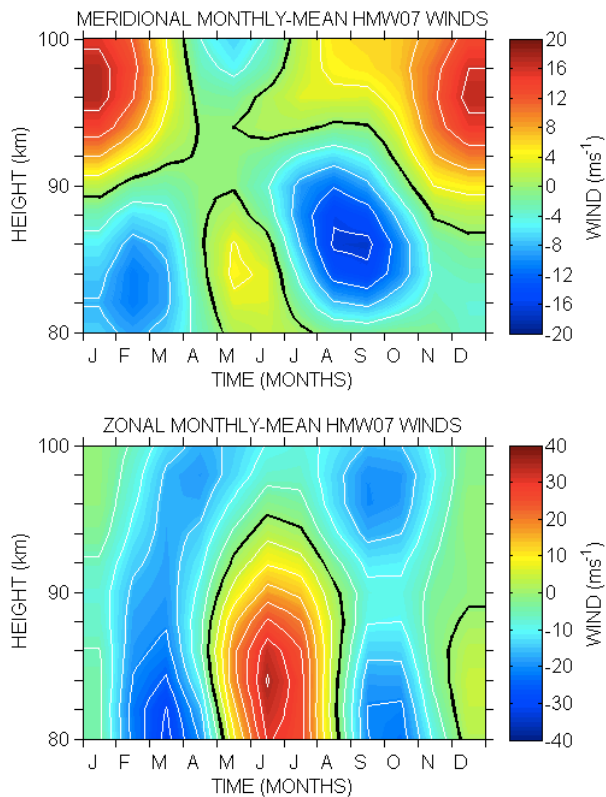 MERIDIONAL MONTHLY-MEAN HMW07 WINDS
100
90
80
HEIGHT (km)
J F M A M J J A S O N D
TIME (MONTHS)
20
16
12
8
4
0
-4
-8
-12
-16
-20
WIND (ms-1)
ZONAL MONTHLY-MEAN HMW07 WINDS
100
90
80
HEIGHT (km)
J F M A M J J A S O N D
TIME (MONTHS)
40
30
20
10
0
-10
-20
-30
-40
WIND (ms-1)